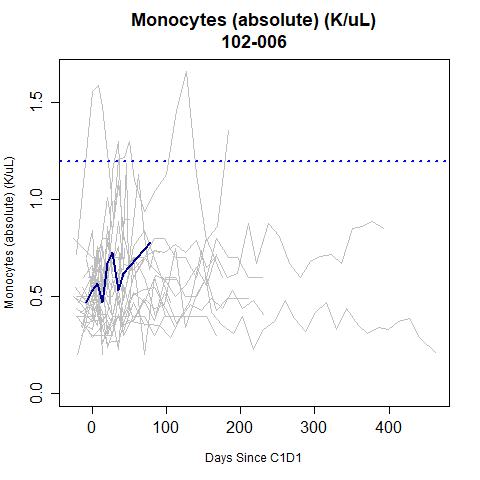 Monocytes (absolute) (K/uL)
102-006
Monocytes (absolute) (K/uL)
1.5
1.0
0.5
0.0
0 100 200 300 400
Days Since C1D1